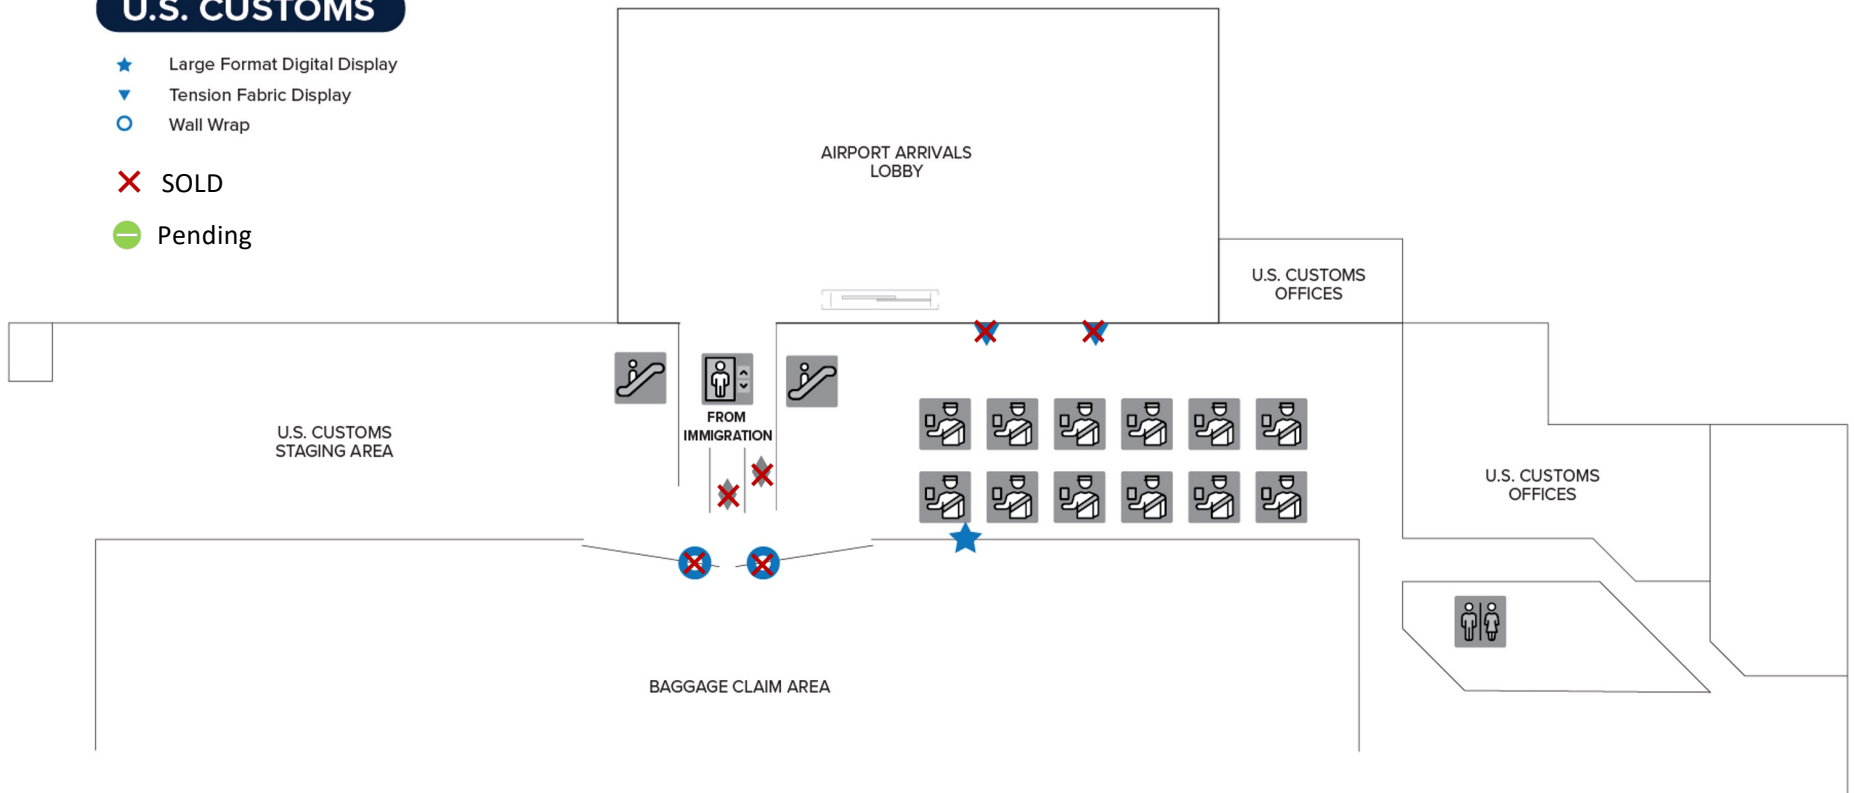 U.S. CUSTOMS
Large Format Digital Display
Tension Fabric Display
Wall Wrap
SOLD
Pending
AIRPORT ARRIVALS
LOBBY
U.S. CUSTOMS
OFFICES
FROM
IMMIGRATION
U.S. CUSTOMS
STAGING AREA
U.S. CUSTOMS
OFFICES
BAGGAGE CLAIM AREA